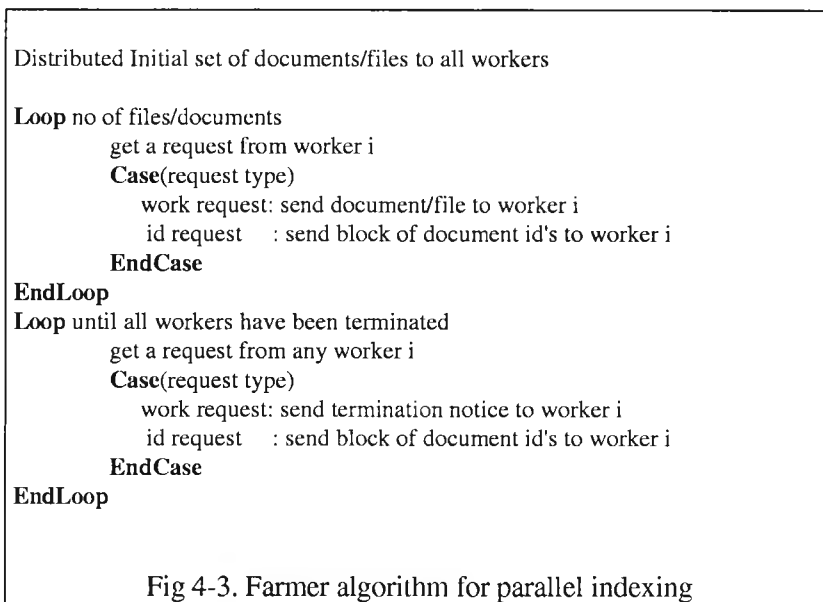 Distributed Initial set of documents/files to all workers
Loop no of files/documents
get a request from worker i
Case(request type)
work request: send document/file to worker i
id request : send block of document id's to worker i
EndCase
EndLoop
Loop until all workers have been terminated
get a request from any worker i
Case(request type)
work request: send termination notice to worker i
id request : send block of document id's to worker i
EndCase
EndLoop
Fig 4-3. Farmer algorithm for parallel indexing